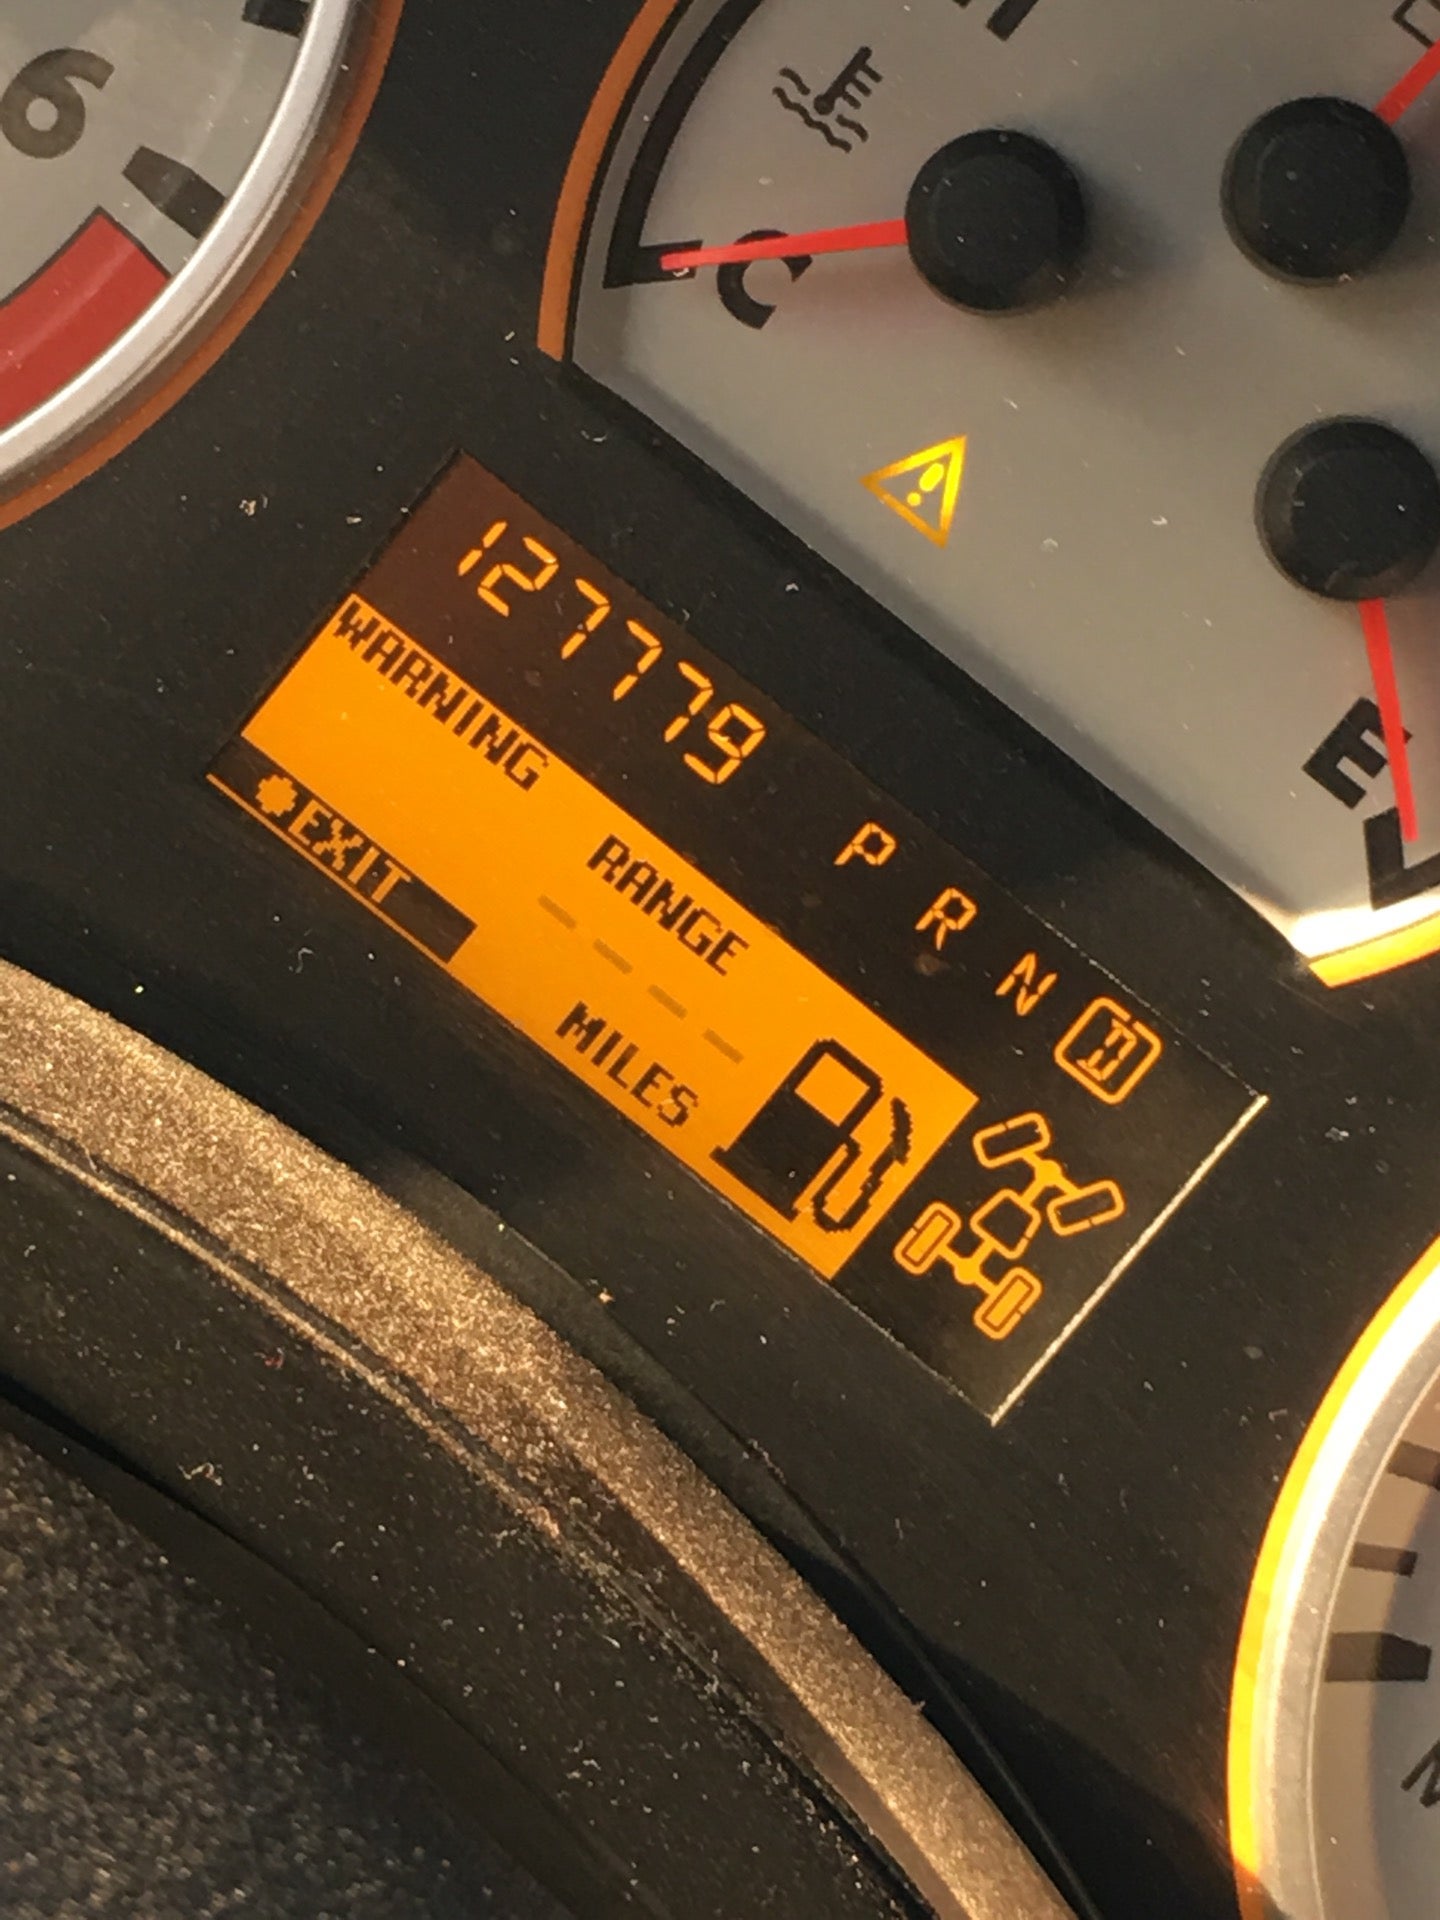 6
C
127779
P R N D
WARNING
RANGE
---- 
MILES
EXIT
E